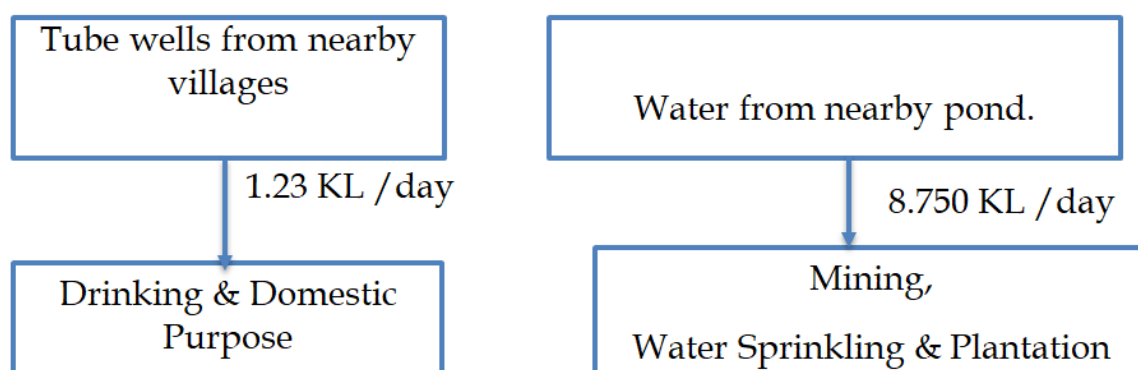 Tube wells from nearby
villages
Water from nearby pond.
1.23 KL /day
8.750 KL /day
Drinking & Domestic
Purpose
Mining,
Water Sprinkling & Plantation